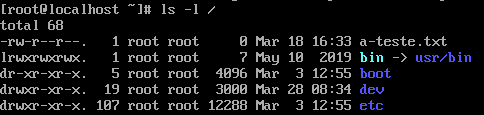 [root@localhost ~]# ls -l /
total 68
-rw-r--r--.   1 root root     0 Mar 18 16:33 a-teste.txt
lrwxrwxrwx.   1 root root     7 May 10  2019 bin -> usr/bin
dr-xr-xr-x.   5 root root  4096 Mar  3 12:55 boot
drwxr-xr-x.  19 root root  3000 Mar 28 08:34 dev
drwxr-xr-x. 107 root root 12288 Mar  3 12:55 etc